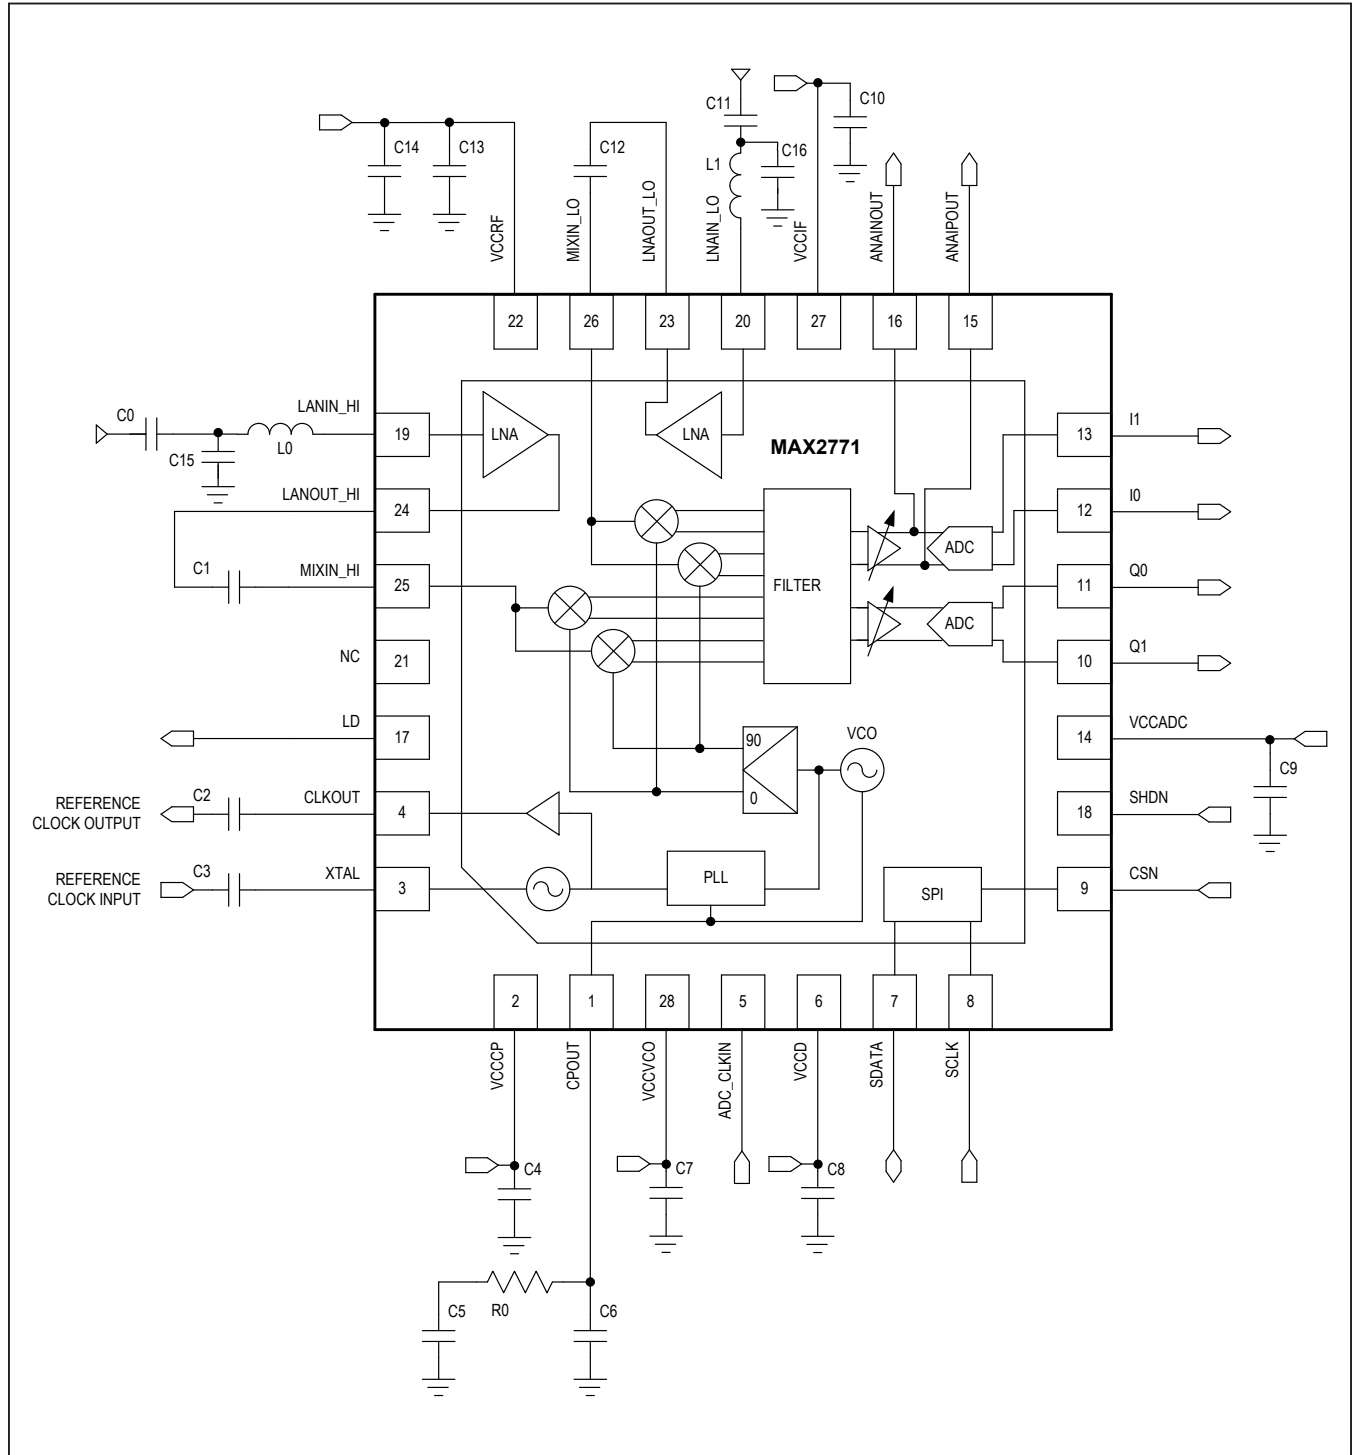 C11
C10
C14
C13
C12
C16
L1
VCCRF
MIXIN_LO
LNAOUT_LO
LNAIN_LO
VCCIF
ANAINOUT
ANAIPOUT
22
26
23
20
27
16
15
C0
LANIN_HI
19
LNA
LNA
MAX2771
13
I1
C15
L0
LANOUT_HI
24
12
I0
ADC
C1
MIXIN_HI
25
FILTER
11
Q0
ADC
NC
21
10
Q1
LD
17
90
0
VCO
14
VCCADC
C9
REFERENCE
CLOCK OUTPUT
C2
CLKOUT
4
18
SHDN
REFERENCE
CLOCK INPUT
C3
XTAL
3
PLL
SPI
9
CSN
2
1
28
5
6
7
8
VCCCP
CPOUT
VCCVCO
ADC_CLKIN
VCCD
SDATA
SCLK
C4
C7
C8
C5
R0
C6